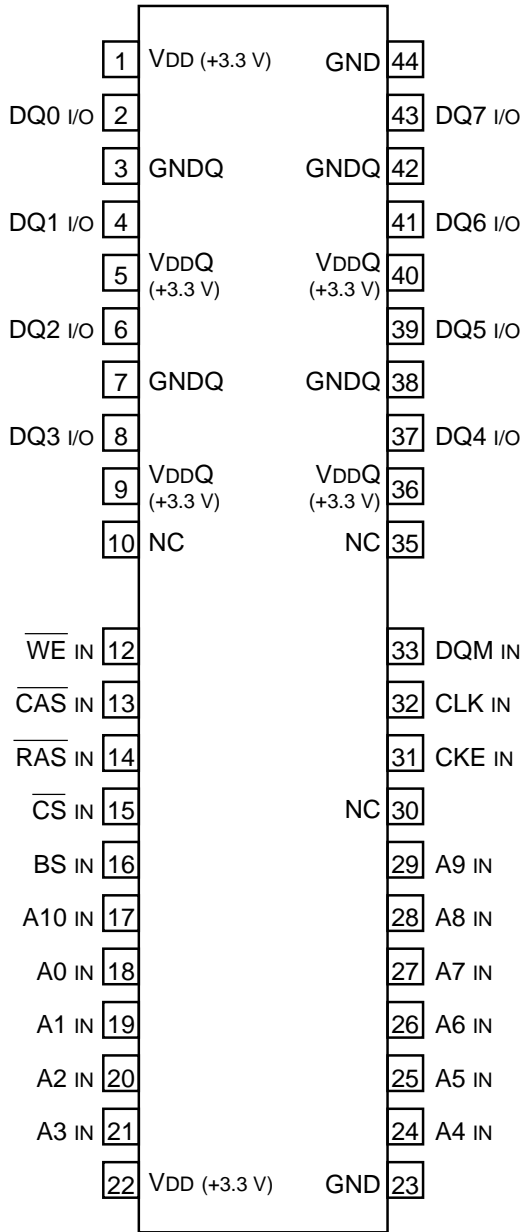 1 VDD (+3.3 V) GND 44
DQ0 I/O 2 43 DQ7 I/O
3 GNDQ GNDQ 42
DQ1 I/O 4 41 DQ6 I/O
5 VDDQ (+3.3 V) VDDQ (+3.3 V) 40
DQ2 I/O 6 39 DQ5 I/O
7 GNDQ GNDQ 38
DQ3 I/O 8 37 DQ4 I/O
9 VDDQ (+3.3 V) VDDQ (+3.3 V) 36
10 NC NC 35
W̅E̅ IN 12 33 DQM IN
C̅A̅S̅ IN 13 32 CLK IN
R̅A̅S̅ IN 14 31 CKE IN
C̅S̅ IN 15 NC 30
BS IN 16 29 A9 IN
A10 IN 17 28 A8 IN
A0 IN 18 27 A7 IN
A1 IN 19 26 A6 IN
A2 IN 20 25 A5 IN
A3 IN 21 24 A4 IN
22 VDD (+3.3 V) GND 23